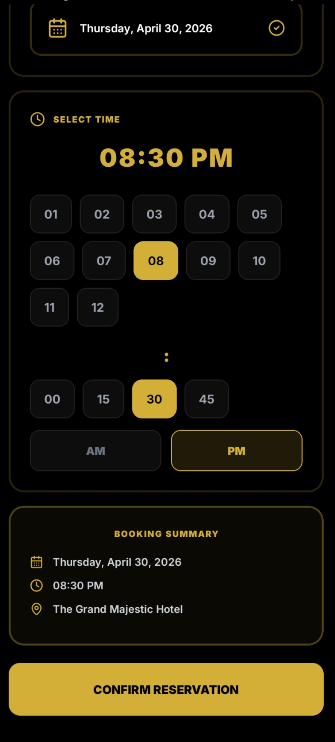 Thursday, April 30, 2026
SELECT TIME
08:30 PM
01 02 03 04 05
06 07 08 09 10
11 12
:
00 15 30 45
AM PM
BOOKING SUMMARY
Thursday, April 30, 2026
08:30 PM
The Grand Majestic Hotel
CONFIRM RESERVATION